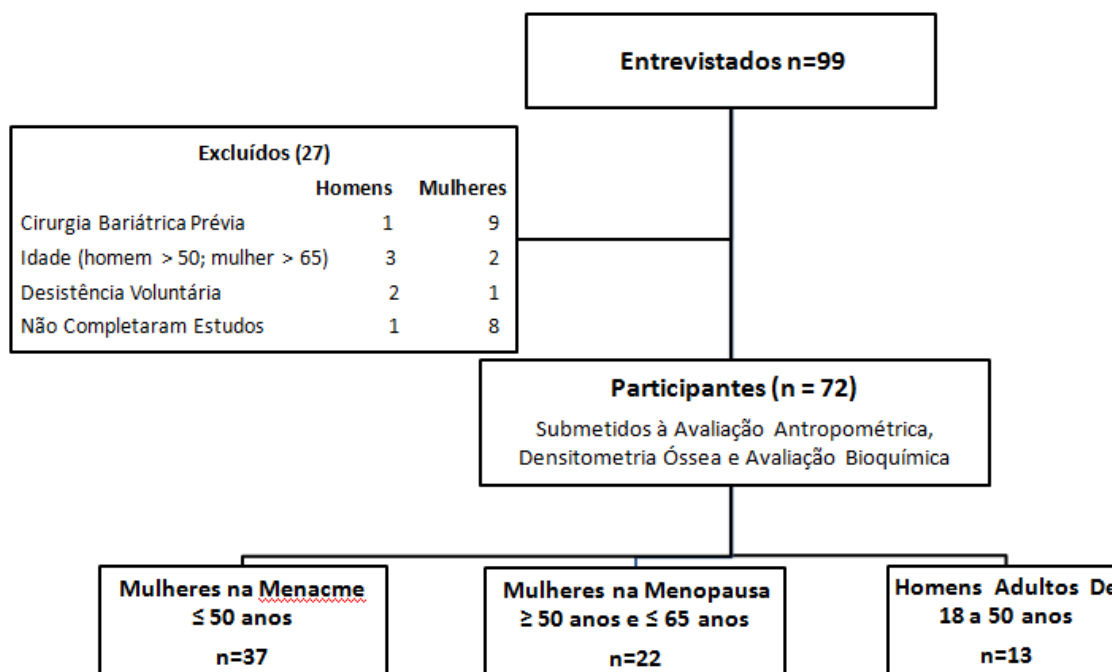 Entrevistados n=99
Excluídos (27)
Homens Mulheres
Cirurgia Bariátrica Prévia 1 9
Idade (homem > 50; mulher > 65) 3 2
Desistência Voluntária 2 1
Não Completaram Estudos 1 8
Participantes (n = 72)
Submetidos à Avaliação Antropométrica,
Densitometria Óssea e Avaliação Bioquímica
Mulheres na Menacme
≤ 50 anos
n=37
Mulheres na Menopausa
≥ 50 anos e ≤ 65 anos
n=22
Homens Adultos De
18 a 50 anos
n=13